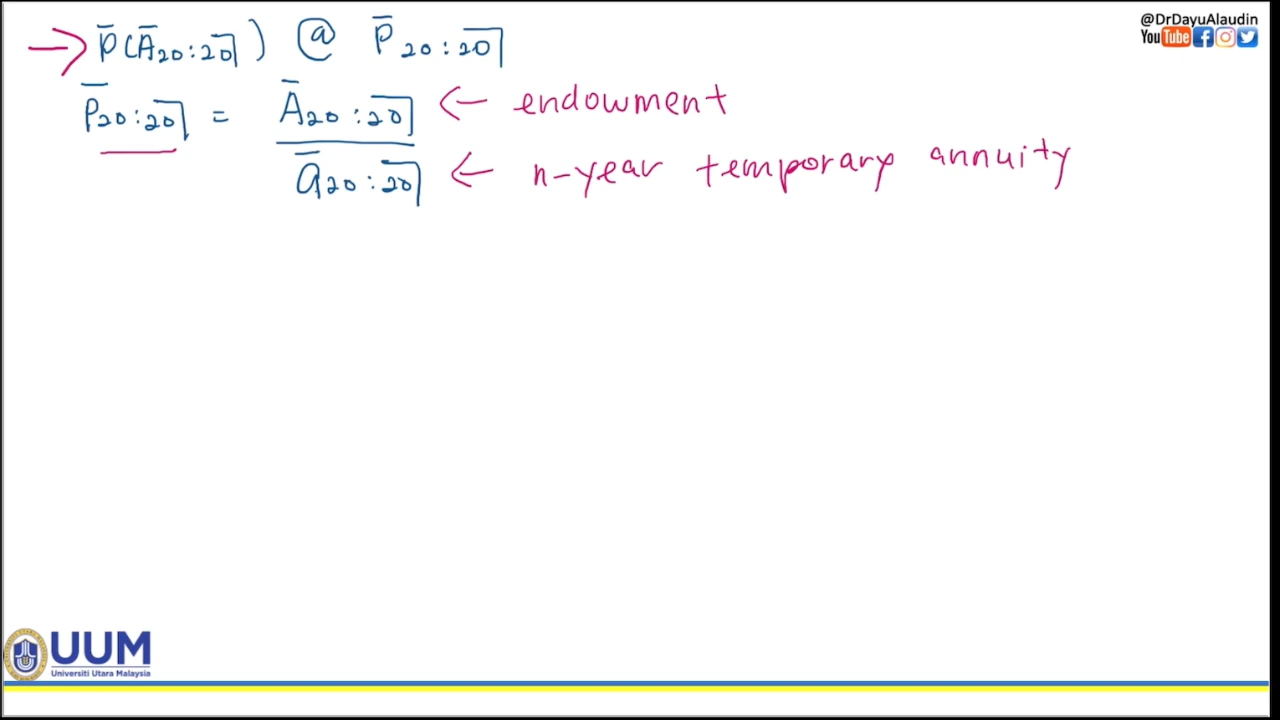 @DrDayuAlaudin
YouTube
→ P̄(Ā₂₀:₂₀̅|) @ P̄₂₀:₂₀̅|
P̄₂₀:₂₀̅| = Ā₂₀:₂₀̅| ← endowment
ā₂₀:₂₀̅| ← n-year temporary annuity
UUM
Universiti Utara Malaysia